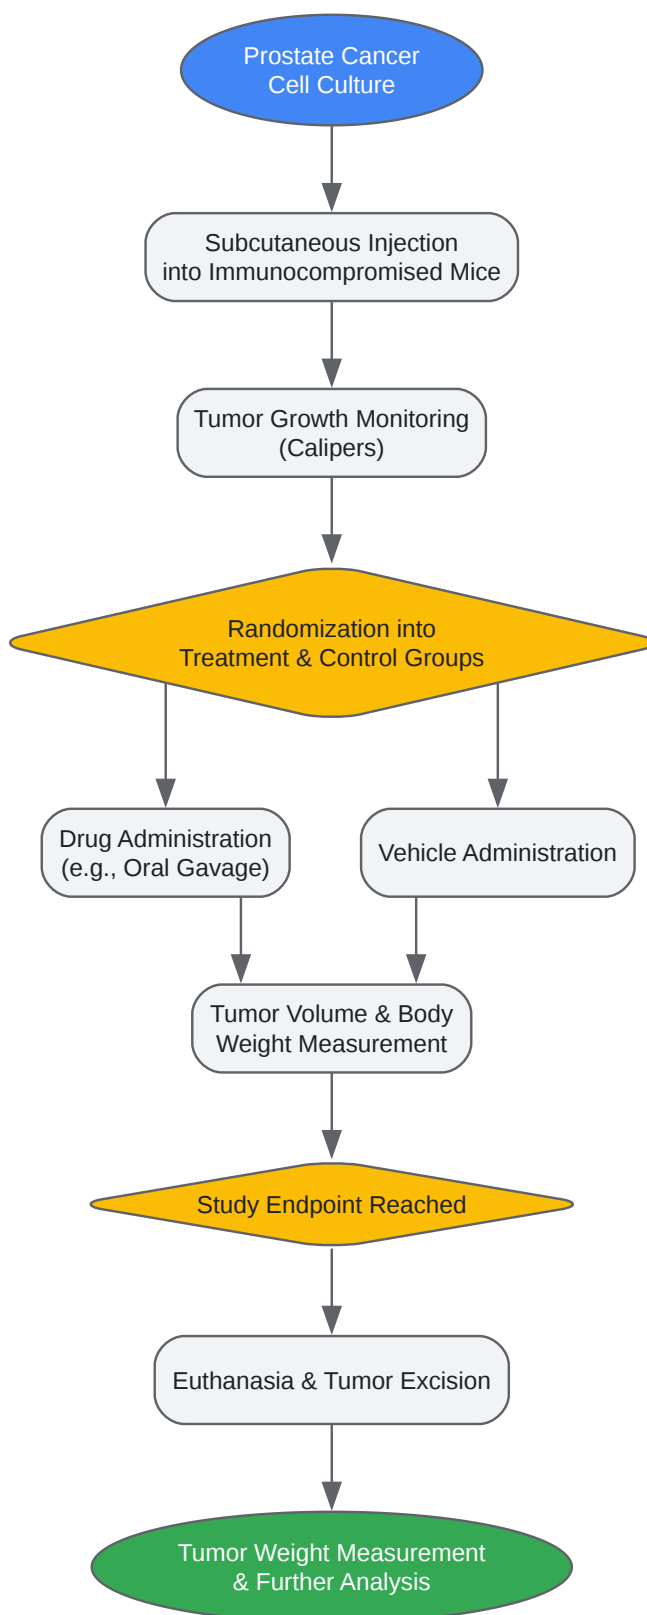 Prostate Cancer
Cell Culture
Subcutaneous Injection
into Immunocompromised Mice
Tumor Growth Monitoring
(Calipers)
Randomization into
Treatment & Control Groups
Drug Administration
(e.g., Oral Gavage)
Vehicle Administration
Tumor Volume & Body
Weight Measurement
Study Endpoint Reached
Euthanasia & Tumor Excision
Tumor Weight Measurement
& Further Analysis